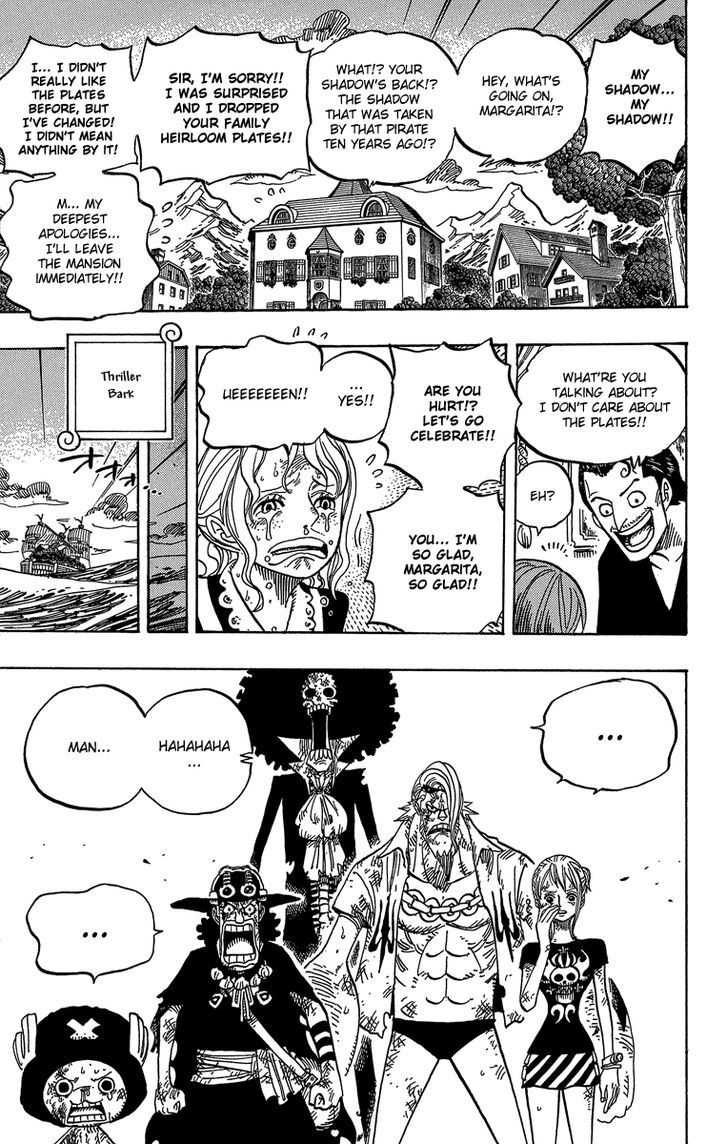 MY
SHADOW...
MY
SHADOW!!
HEY, WHAT'S
GOING ON,
MARGARITA!?
WHAT!? YOUR
SHADOW'S BACK!?
THE SHADOW
THAT WAS TAKEN
BY THAT PIRATE
TEN YEARS AGO!?
SIR, I'M SORRY!!
I WAS SURPRISED
AND I DROPPED
YOUR FAMILY
HEIRLOOM PLATES!!
I... I DIDN'T
REALLY LIKE
THE PLATES
BEFORE, BUT
I'VE CHANGED!
I DIDN'T MEAN
ANYTHING BY IT!
M... MY
DEEPEST
APOLOGIES...
I'LL LEAVE
THE MANSION
IMMEDIATELY!!
WHAT'RE YOU
TALKING ABOUT?
I DON'T CARE ABOUT
THE PLATES!!
EH?
ARE YOU
HURT!?
LET'S GO
CELEBRATE!!
YOU... I'M
SO GLAD,
MARGARITA,
SO GLAD!!
...
YES!!
UEEEEEEEN!!
Thriller
Bark
...
HAHAHAHA
...
MAN...
...